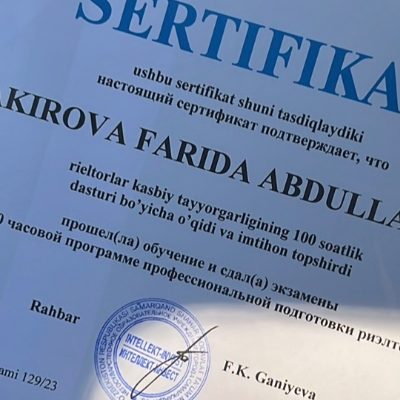 SERTIFIKA
ushbu sertifikat shuni tasdiqlaydiki
настоящий сертификат подтверждает, что
AKIROVA FARIDA ABDULLA
rieltorlar kasbiy tayyorgarligining 100 soatlik
dasturi bo'yicha o'qidi va imtihon topshirdi
прошел(ла) обучение и сдал(а) экзамены
0 часовой программе профессиональной подготовки риэлто
Rahbar
INTELLEKT-INVEST
ИНТЕЛЛЕКТ-ИНВЕСТ
F.K. Ganiyeva
ami 129/23